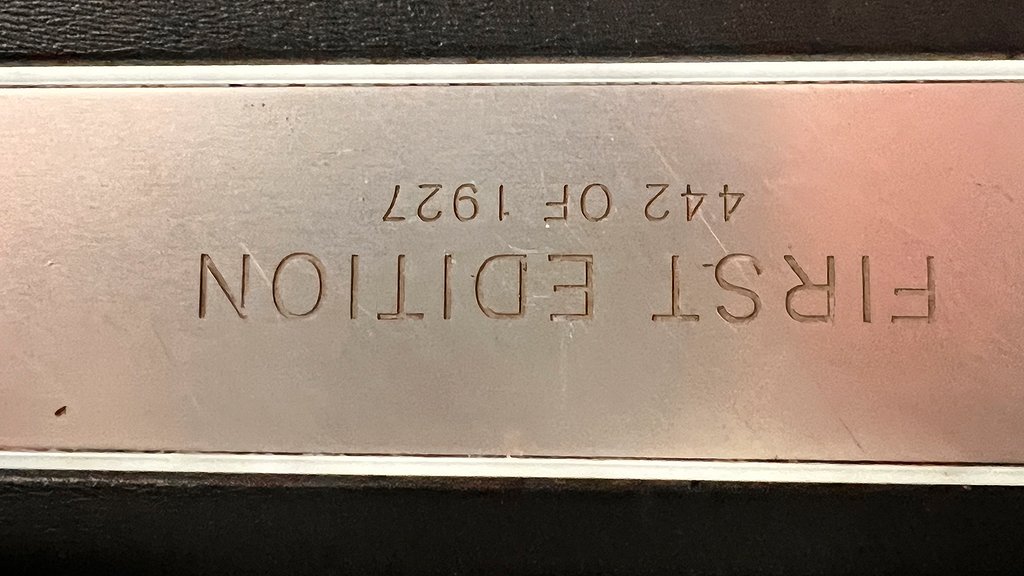 FIRST EDITION
442 OF 1927